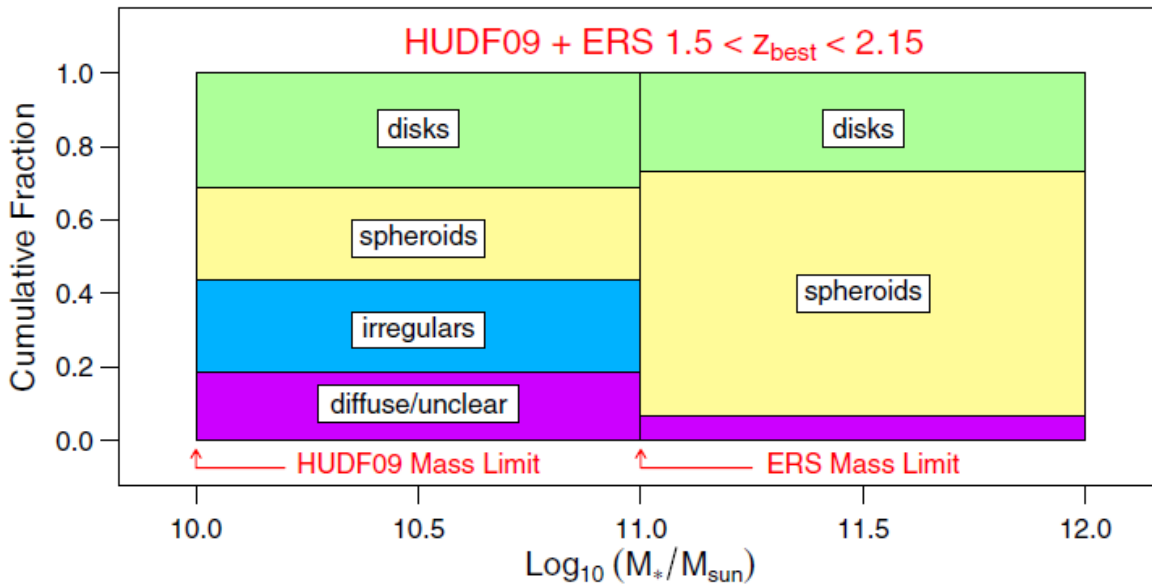 HUDF09 + ERS 1.5 < z_best < 2.15
1.0
0.8
0.6
0.4
0.2
0.0
Cumulative Fraction
disks
spheroids
irregulars
diffuse/unclear
disks
spheroids
HUDF09 Mass Limit
ERS Mass Limit
10.0 10.5 11.0 11.5 12.0
Log10 (M*/Msun)